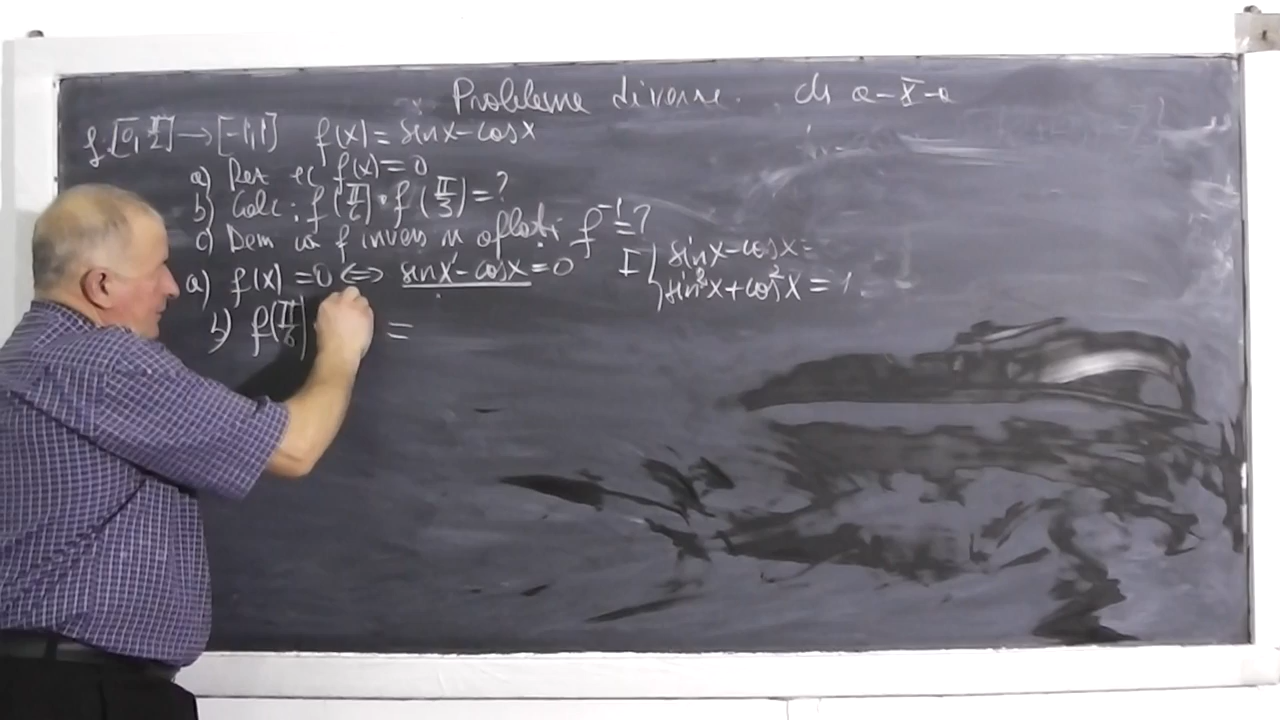 Probleme diverse. cls a-X-a
f:[0, π/2]→[-1,1] f(x)=sinx-cosx
a) Rez ec f(x)=0
b) Calc: f(π/6)·f(π/3)=?
c) Dem că f invers și aflați f⁻¹=?
a) f(x)=0 ⇔ sinx-cosx=0 I { sinx-cosx=
sin²x+cos²x=1
b) f(π/6) =